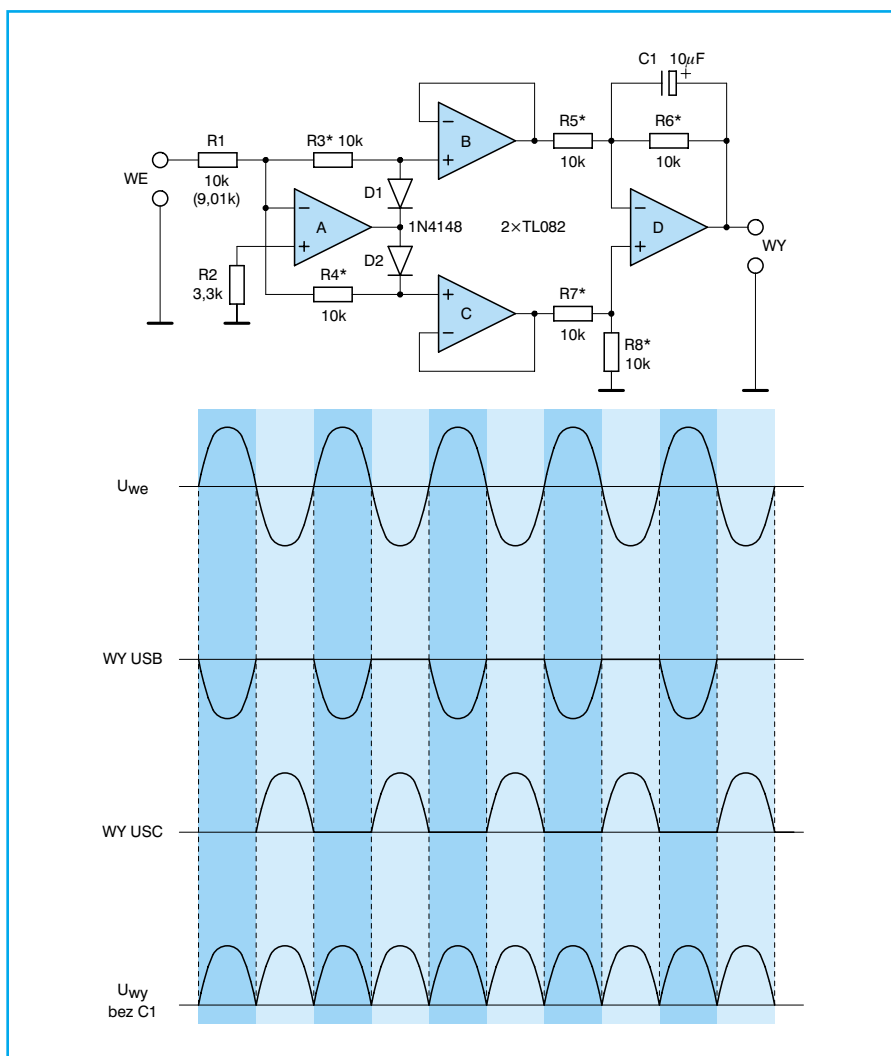 C1 10µF
+
R1
10k
(9,01k)
WE
R3* 10k
D1
1N4148
D2
R2
3,3k
R4*
10k
−
A
+
−
B
+
+
C
−
2×TL082
R5*
10k
R6*
10k
−
D
+
WY
R7*
10k
R8*
10k
Uwe
WY USB
WY USC
Uwy
bez C1